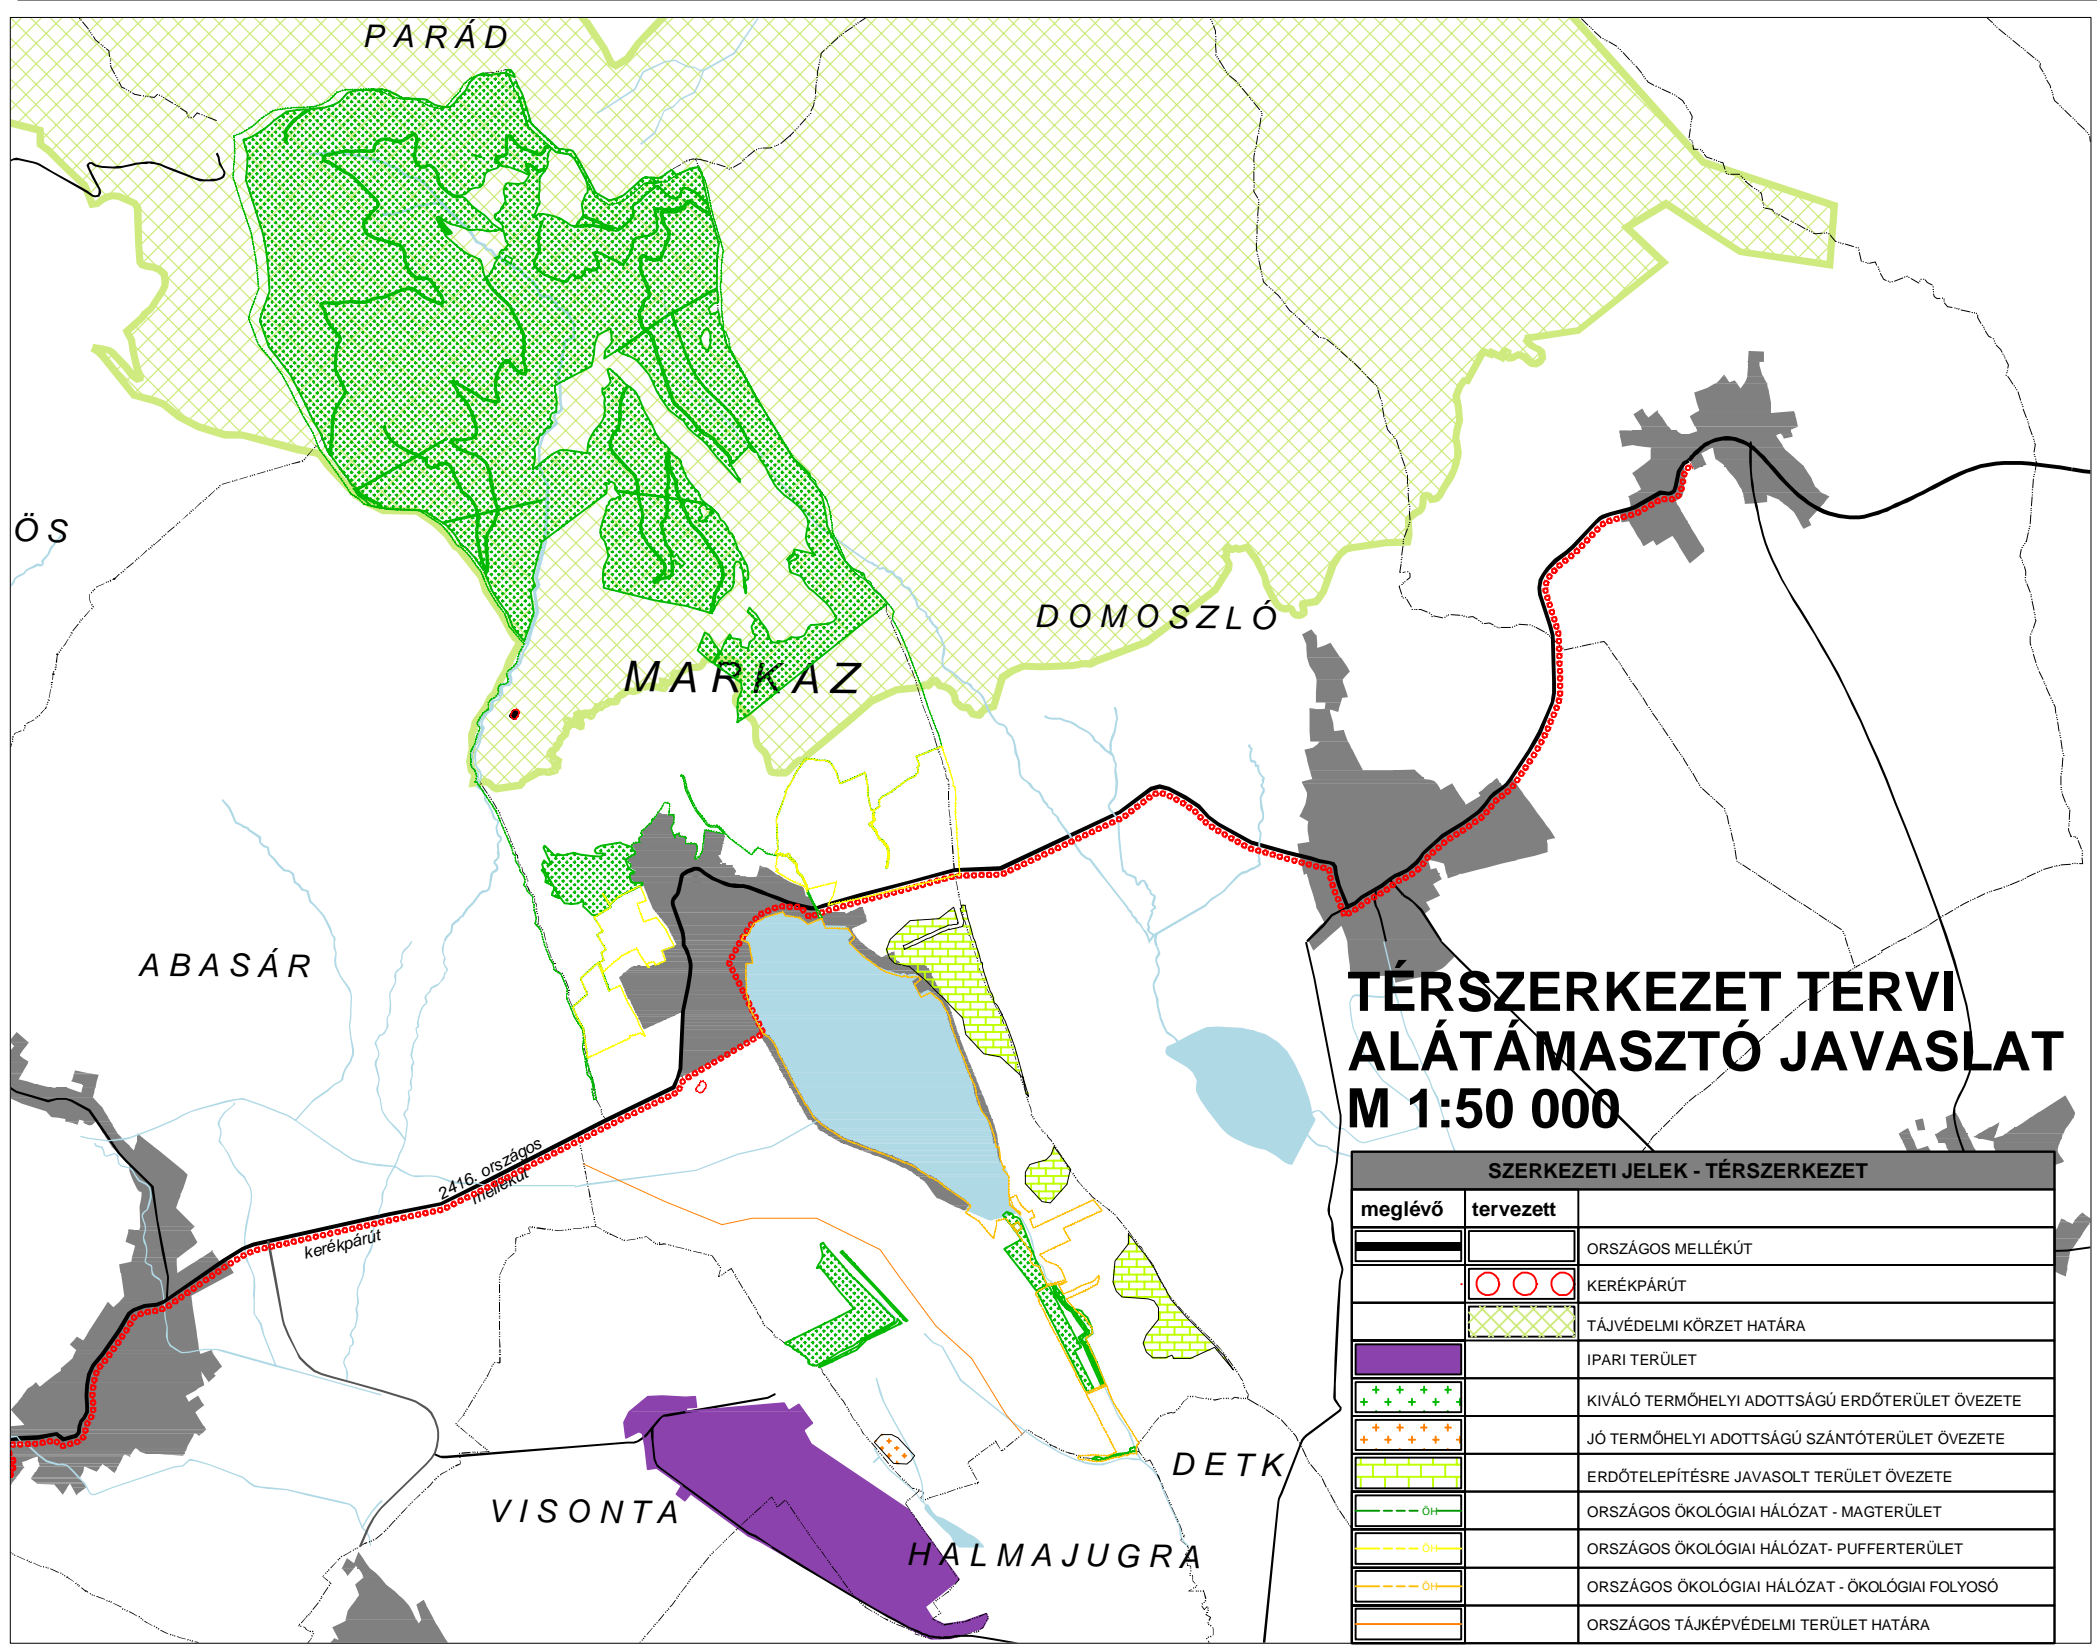 PARÁD
ÖS
DOMOSZLÓ
MARKAZ
ABASÁR
TÉRSZERKEZET TERVI
ALÁTÁMASZTÓ JAVASLAT
M 1:50 000
2416. országos
mellékút
kerékpárút
VISONTA
DETK
HALMAJUGRA
SZERKEZETI JELEK - TÉRSZERKEZET
meglévő tervezett
ORSZÁGOS MELLÉKÚT
KERÉKPÁRÚT
TÁJVÉDELMI KÖRZET HATÁRA
IPARI TERÜLET
KIVÁLÓ TERMŐHELYI ADOTTSÁGÚ ERDŐTERÜLET ÖVEZETE
JÓ TERMŐHELYI ADOTTSÁGÚ SZÁNTÓTERÜLET ÖVEZETE
ERDŐTELEPÍTÉSRE JAVASOLT TERÜLET ÖVEZETE
ÖH ORSZÁGOS ÖKOLÓGIAI HÁLÓZAT - MAGTERÜLET
ÖH ORSZÁGOS ÖKOLÓGIAI HÁLÓZAT- PUFFERTERÜLET
ÖH ORSZÁGOS ÖKOLÓGIAI HÁLÓZAT - ÖKOLÓGIAI FOLYOSÓ
ORSZÁGOS TÁJKÉPVÉDELMI TERÜLET HATÁRA